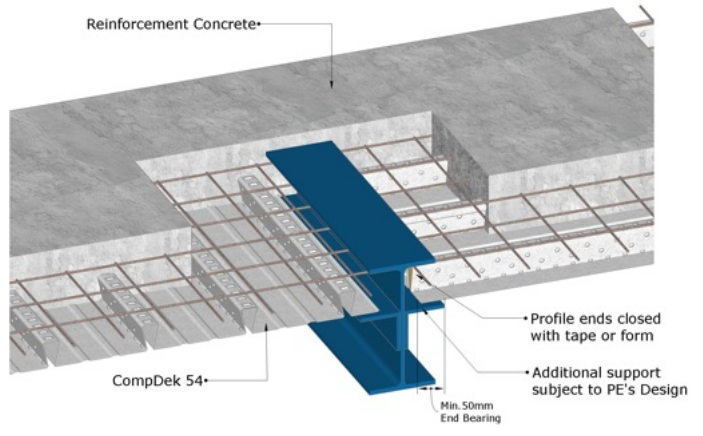 Reinforcement Concrete
Profile ends closed
with tape or form
CompDek 54
Additional support
subject to PE's Design
Min.50mm
End Bearing